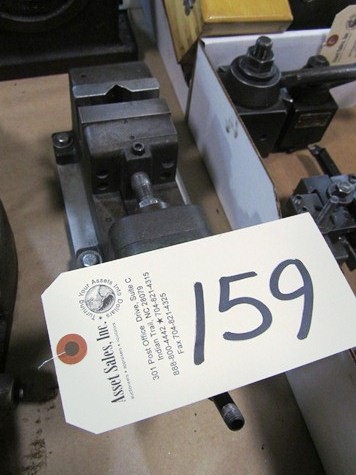 159
Turning Your Assets Into Dollars
Asset Sales, Inc.
301 Post Office Drive, Suite C
Indian Trail, NC 28079
888-800-4442 ★ 704-821-4315
Fax 704-821-4325